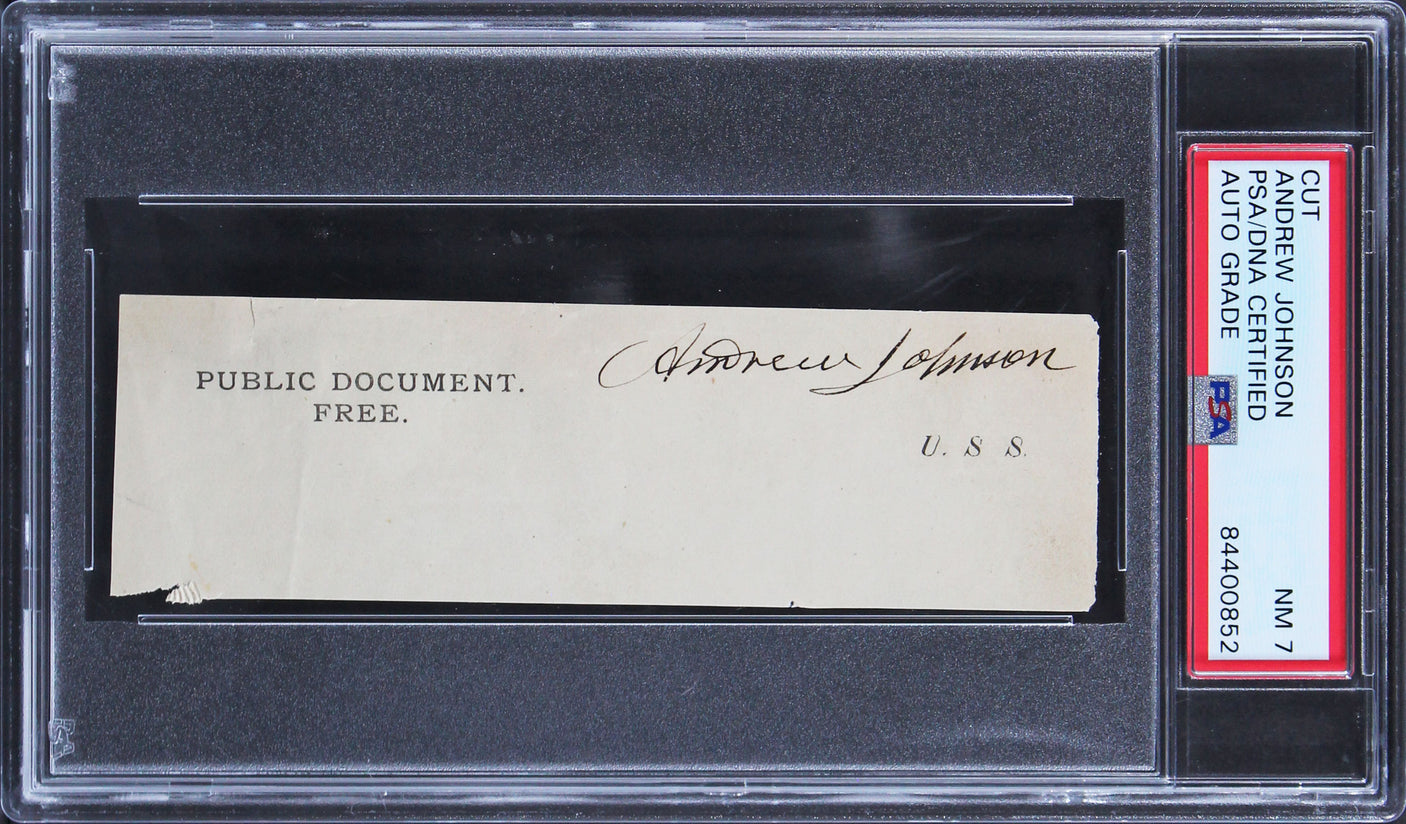 PUBLIC DOCUMENT.
FREE.
Andrew Johnson
U. S S.
CUT
ANDREW JOHNSON NM 7
PSA/DNA CERTIFIED
AUTO GRADE 84400852
PSA